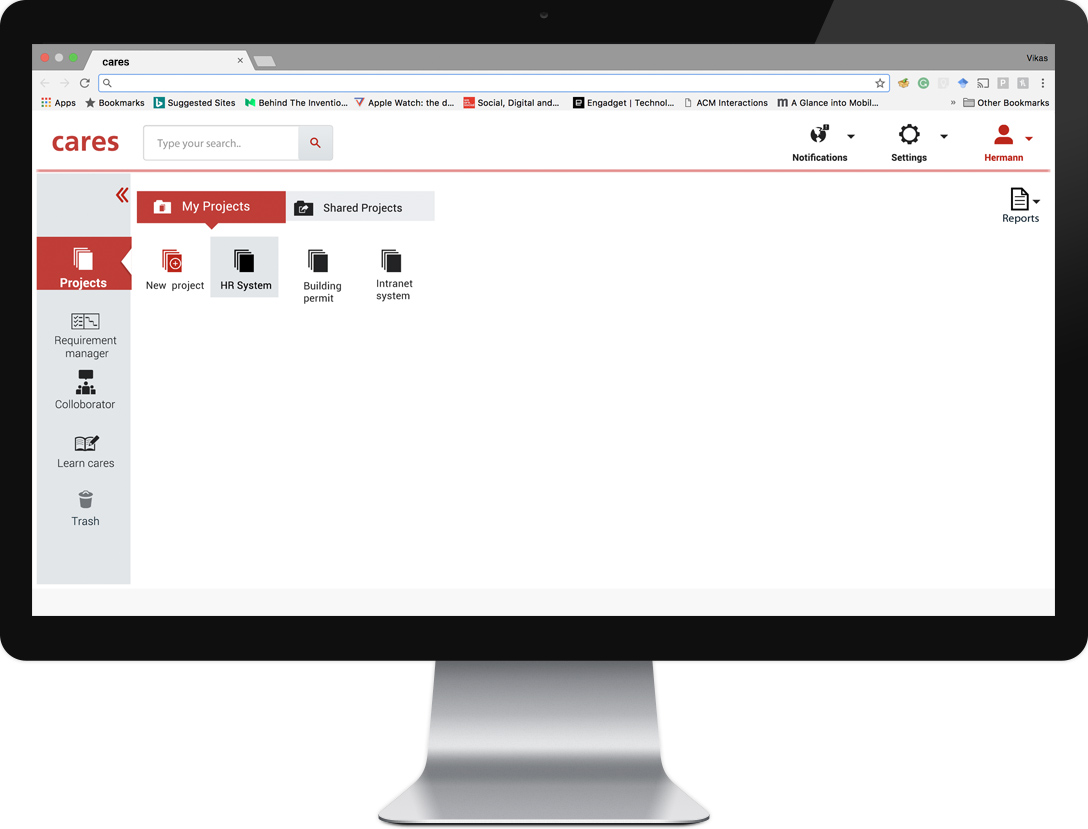 cares
Vikas
Apps
Bookmarks
Suggested Sites
Behind The Inventio...
Apple Watch: the d...
Social, Digital and...
Engadget | Technol...
ACM Interactions
A Glance into Mobil...
»
Other Bookmarks
cares
Type your search..
Notifications
Settings
Hermann
My Projects
Shared Projects
Reports
Projects
New project
HR System
Building
permit
Intranet
system
Requirement
manager
Colloborator
Learn cares
Trash